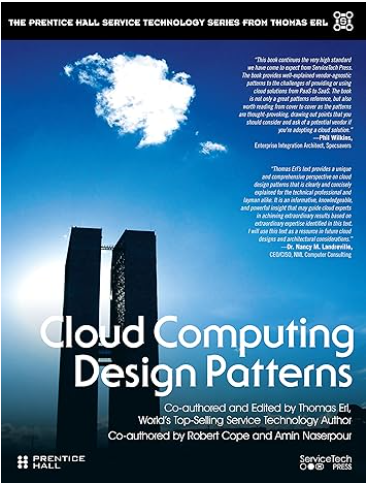 THE PRENTICE HALL SERVICE TECHNOLOGY SERIES FROM THOMAS ERL
"This book continues the very high standard
we have come to expect from ServiceTech Press.
The book provides well-explained vendor-agnostic
patterns to the challenges of providing or using
cloud solutions from PaaS to SaaS. The book
is not only a great patterns reference, but also
worth reading from cover to cover as the patterns
are thought-provoking, drawing out points that you
should consider and ask of a potential vendor if
you're adopting a cloud solution."
—Phil Wilkins,
Enterprise Integration Architect, Specsavers
"Thomas Erl's text provides a unique
and comprehensive perspective on cloud
design patterns that is clearly and concisely
explained for the technical professional and
layman alike. It is an informative, knowledgeable,
and powerful insight that may guide cloud experts
in achieving extraordinary results based on
extraordinary expertise identified in this text.
I will use this text as a resource in future cloud
designs and architectural considerations."
—Dr. Nancy M. Landreville,
CEO/CISO, NML Computer Consulting
Cloud Computing
Design Patterns
Co-authored and Edited by Thomas Erl,
World's Top-Selling Service Technology Author
Co-authored by Robert Cope and Amin Naserpour
PRENTICE
HALL
ServiceTech
PRESS